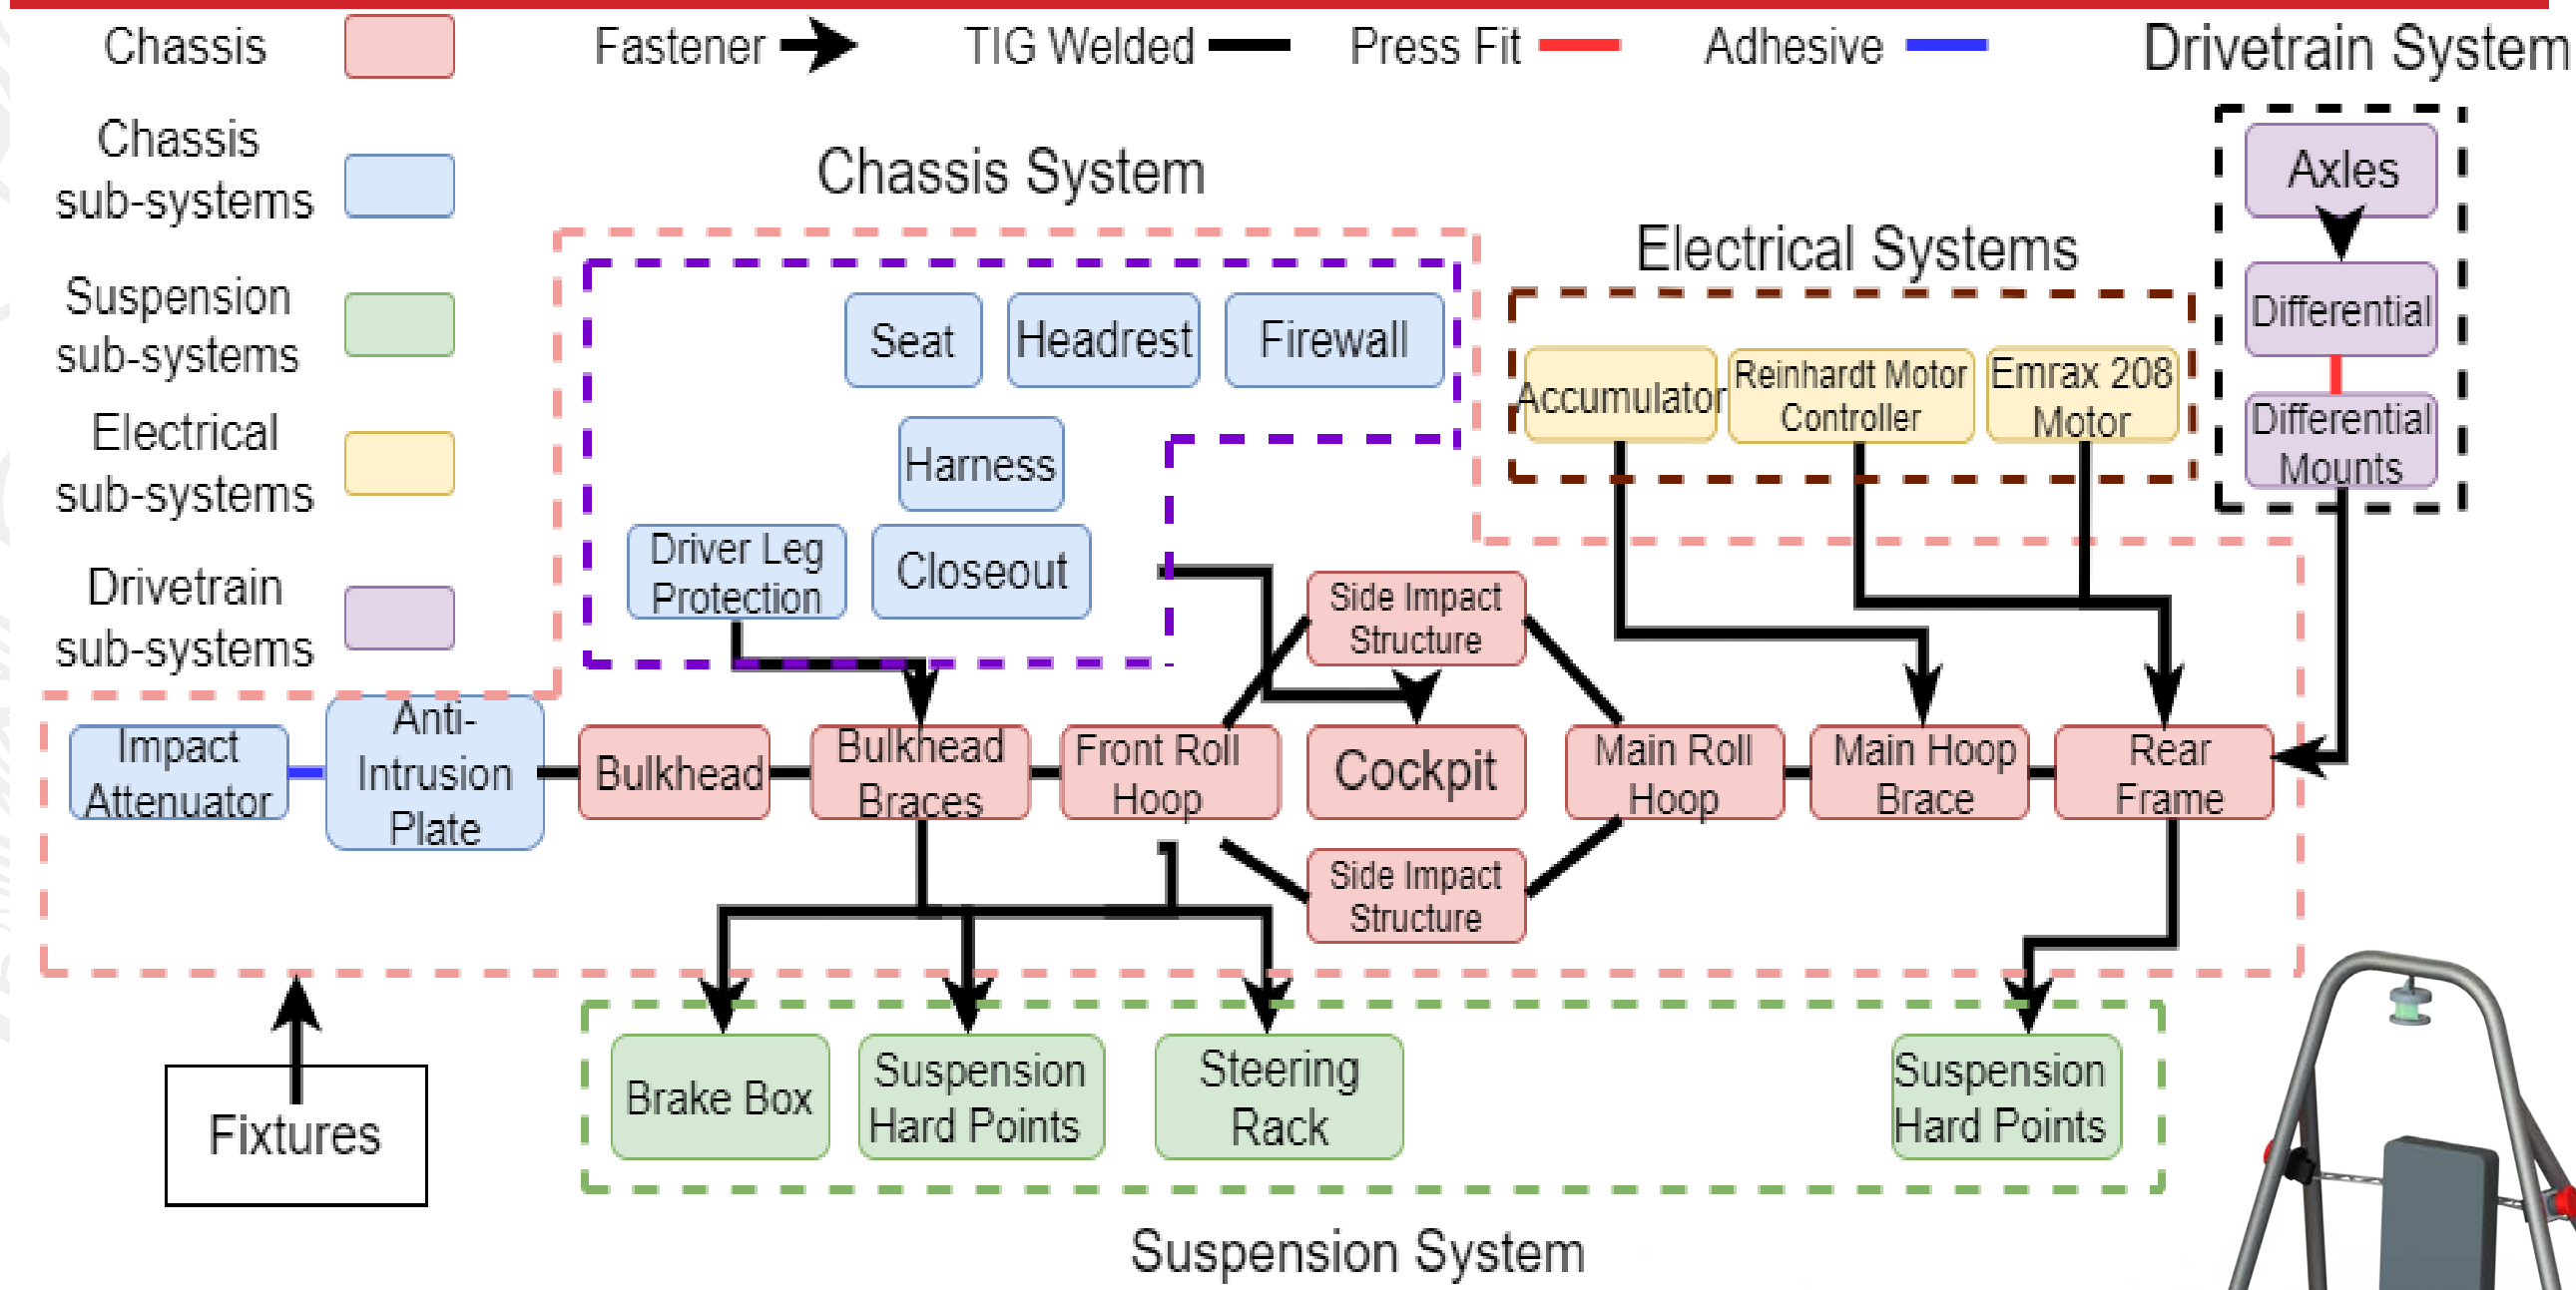 Chassis
Fastener
TIG Welded
Press Fit
Adhesive
Drivetrain System
Chassis
sub-systems
Suspension
sub-systems
Electrical
sub-systems
Drivetrain
sub-systems
Chassis System
Seat
Headrest
Firewall
Harness
Driver Leg
Protection
Closeout
Electrical Systems
Accumulator
Reinhardt Motor
Controller
Emrax 208
Motor
Axles
Differential
Differential
Mounts
Side Impact
Structure
Impact
Attenuator
Anti-
Intrusion
Plate
Bulkhead
Bulkhead
Braces
Front Roll
Hoop
Cockpit
Main Roll
Hoop
Main Hoop
Brace
Rear
Frame
Side Impact
Structure
Fixtures
Brake Box
Suspension
Hard Points
Steering
Rack
Suspension
Hard Points
Suspension System